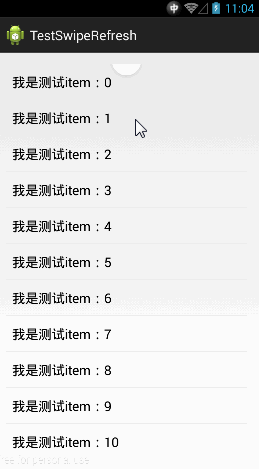 中 11:04
TestSwipeRefresh
我是测试item：0
我是测试item：1
我是测试item：2
我是测试item：3
我是测试item：4
我是测试item：5
我是测试item：6
我是测试item：7
我是测试item：8
我是测试item：9
我是测试item：10